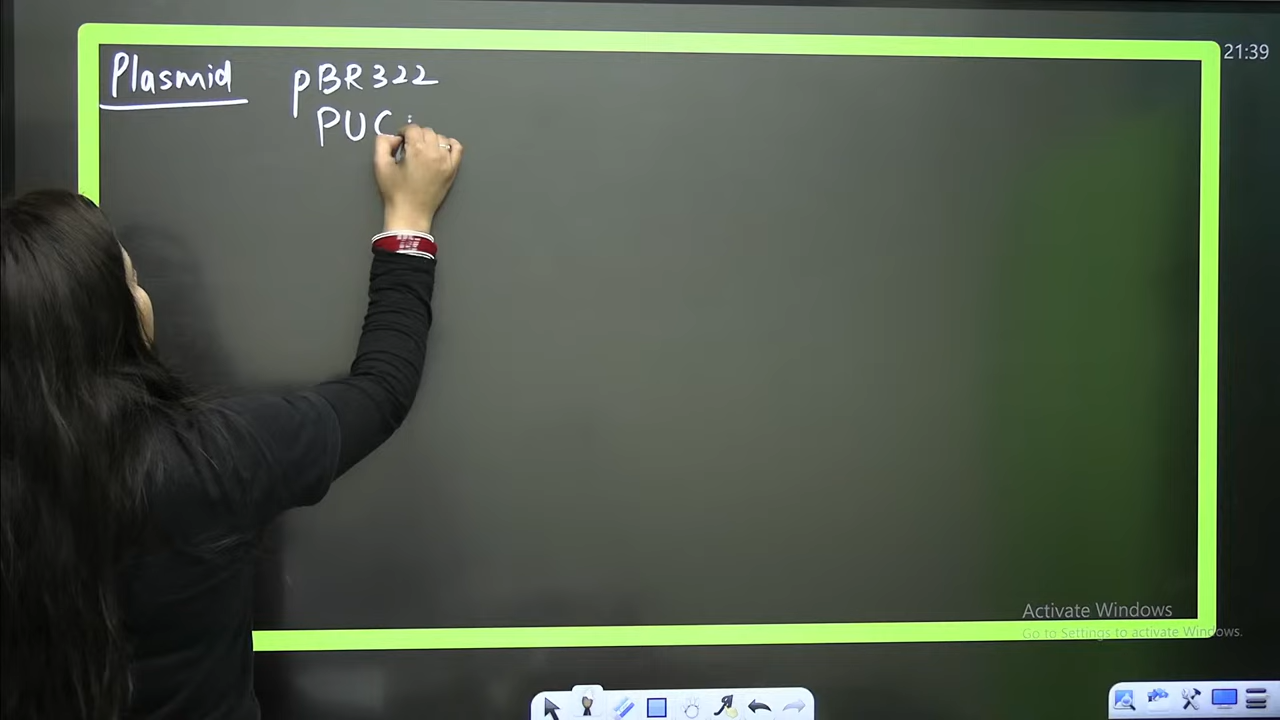 Plasmid pBR322
PUC
21:39
Activate Windows
Go to Settings to activate Windows.